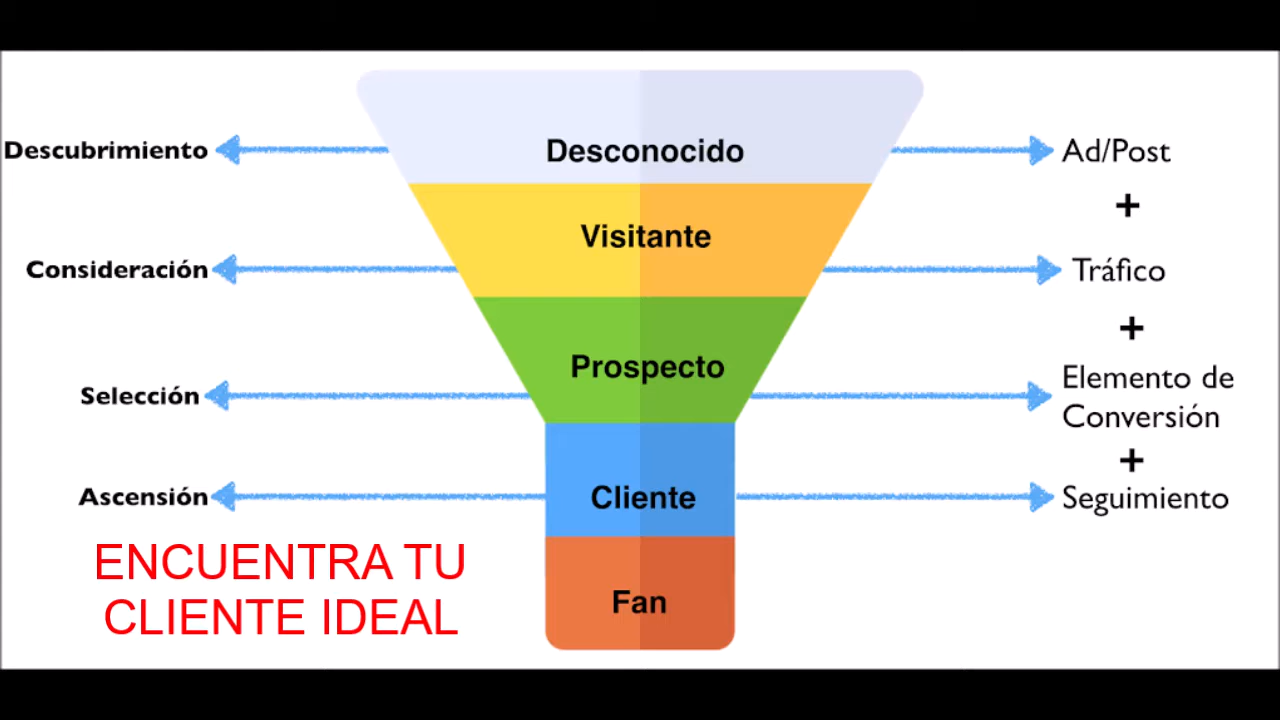 Descubrimiento
Desconocido
Ad/Post
+
Visitante
Consideración
Tráfico
+
Prospecto
Selección
Elemento de
Conversión
+
Ascensión
Cliente
Seguimiento
ENCUENTRA TU
CLIENTE IDEAL
Fan